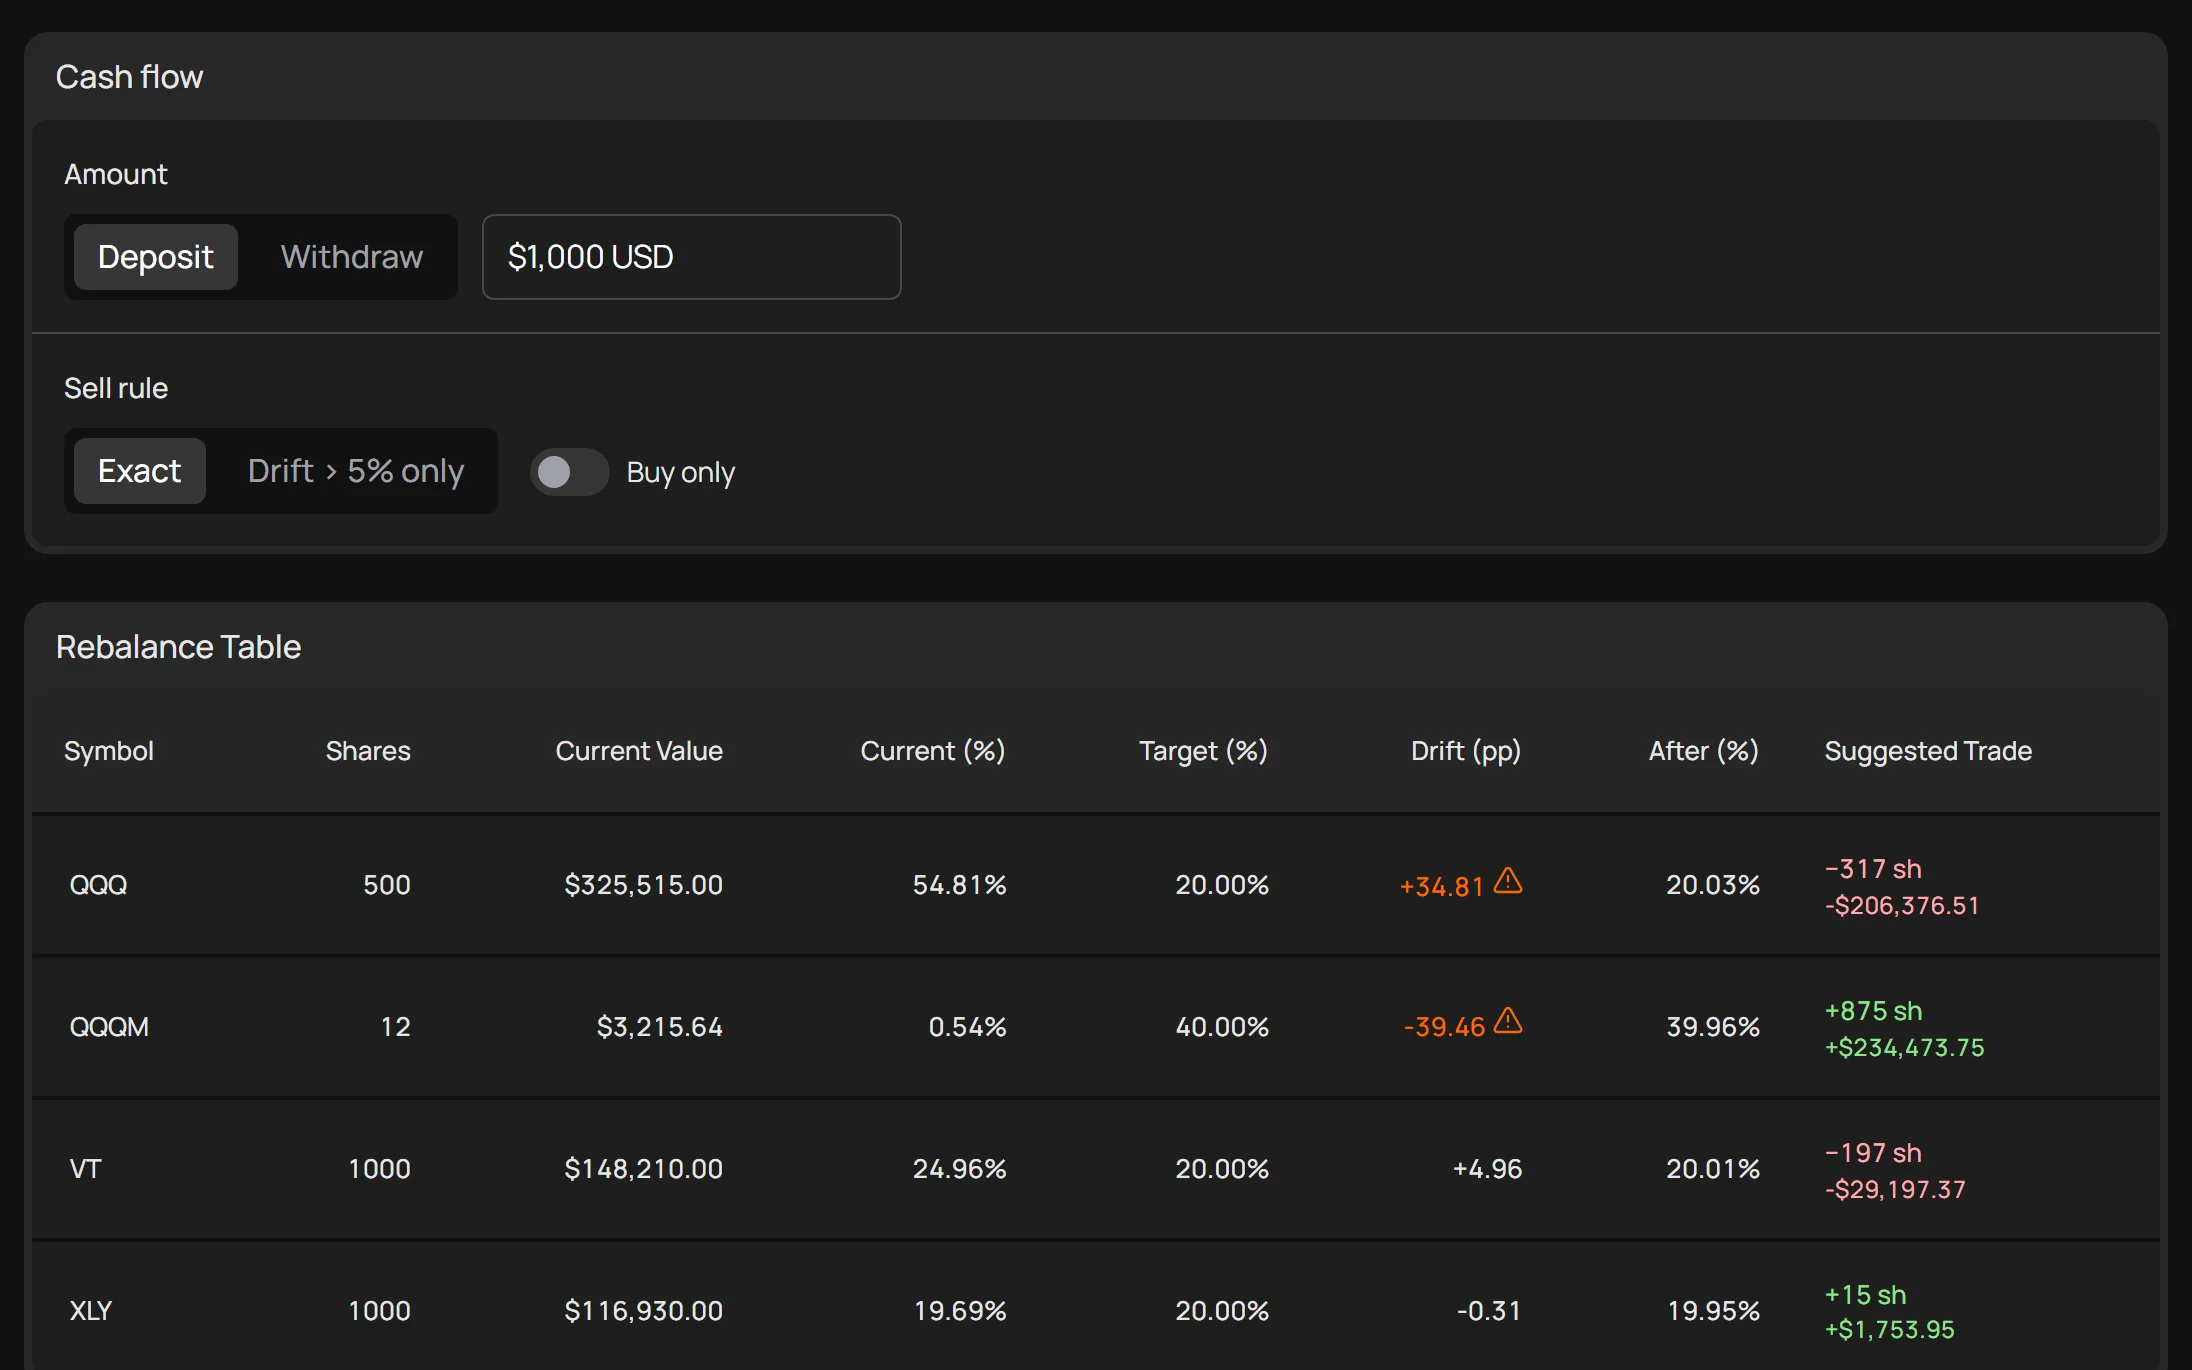 Cash flow
Amount
Deposit Withdraw $1,000 USD
Sell rule
Exact Drift > 5% only Buy only
Rebalance Table
Symbol Shares Current Value Current (%) Target (%) Drift (pp) After (%) Suggested Trade
QQQ 500 $325,515.00 54.81% 20.00% +34.81 20.03% −317 sh
-$206,376.51
QQQM 12 $3,215.64 0.54% 40.00% -39.46 39.96% +875 sh
+$234,473.75
VT 1000 $148,210.00 24.96% 20.00% +4.96 20.01% −197 sh
-$29,197.37
XLY 1000 $116,930.00 19.69% 20.00% -0.31 19.95% +15 sh
+$1,753.95